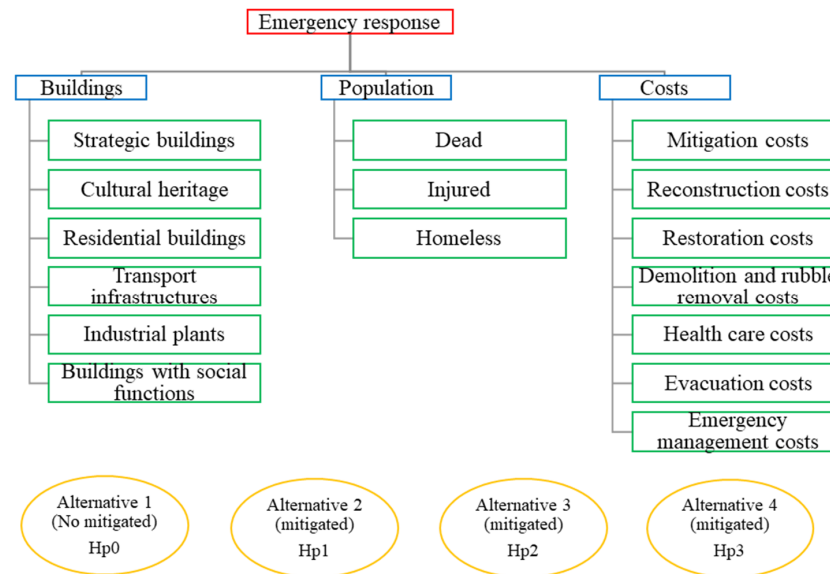 Emergency response
Buildings
Population
Costs
Strategic buildings
Cultural heritage
Residential buildings
Transport
infrastructures
Industrial plants
Buildings with social
functions
Dead
Injured
Homeless
Mitigation costs
Reconstruction costs
Restoration costs
Demolition and rubble
removal costs
Health care costs
Evacuation costs
Emergency
management costs
Alternative 1
(No mitigated)
Hp0
Alternative 2
(mitigated)
Hp1
Alternative 3
(mitigated)
Hp2
Alternative 4
(mitigated)
Hp3